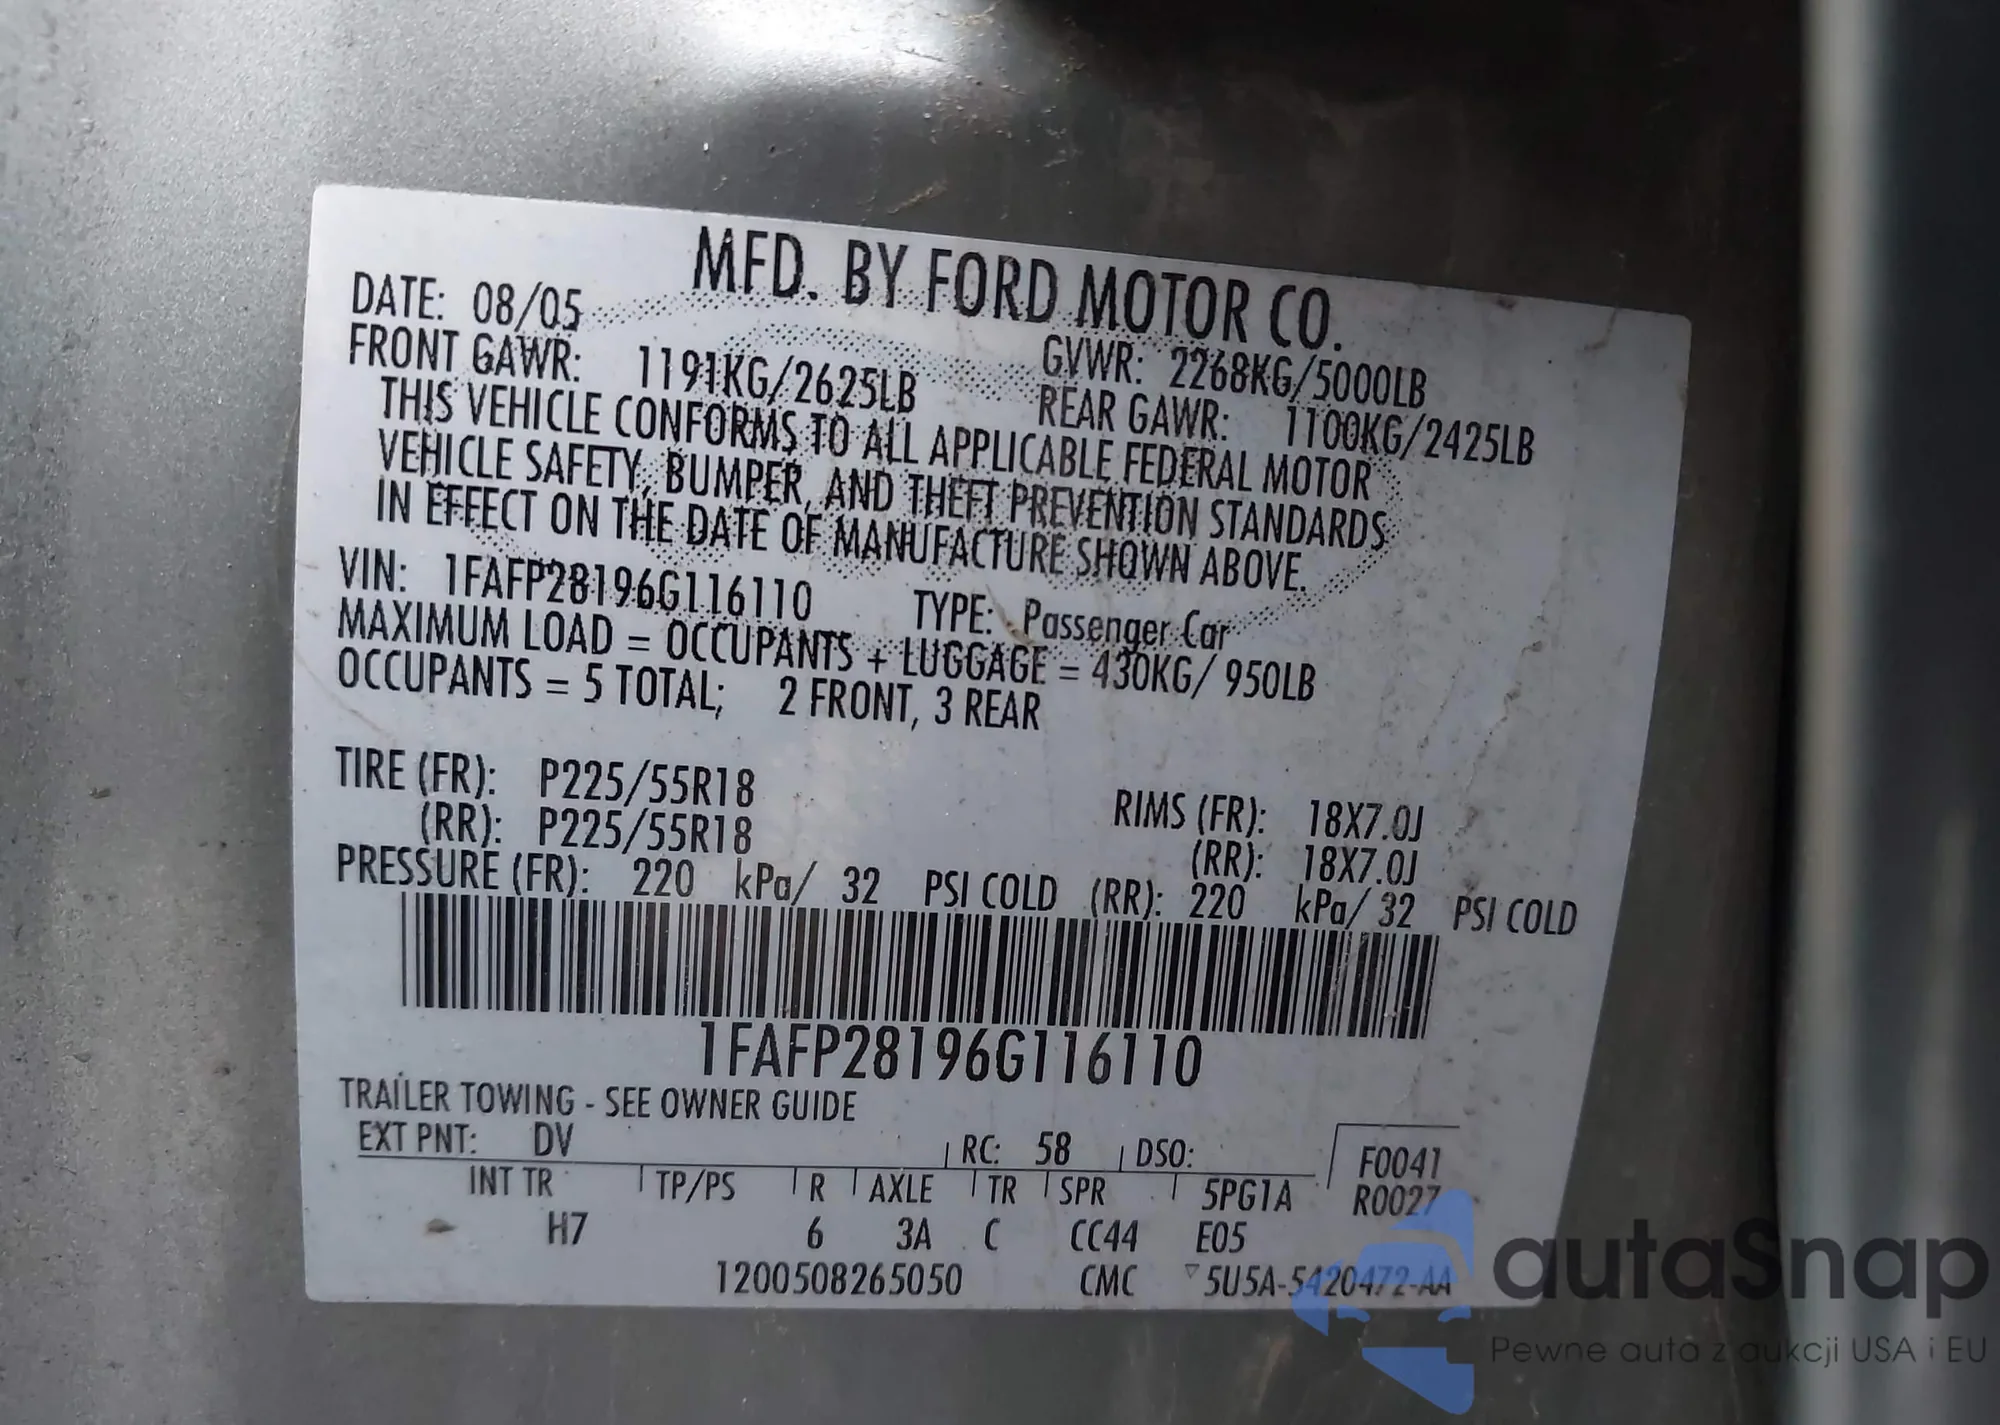 MFD. BY FORD MOTOR CO.
DATE: 08/05 GVWR: 2268KG/5000LB
FRONT GAWR: 1191KG/2625LB REAR GAWR: 1100KG/2425LB
THIS VEHICLE CONFORMS TO ALL APPLICABLE FEDERAL MOTOR
VEHICLE SAFETY, BUMPER, AND THEFT PREVENTION STANDARDS
IN EFFECT ON THE DATE OF MANUFACTURE SHOWN ABOVE.
VIN: 1FAFP28196G116110 TYPE: Passenger Car
MAXIMUM LOAD = OCCUPANTS + LUGGAGE = 430KG/ 950LB
OCCUPANTS = 5 TOTAL; 2 FRONT, 3 REAR
TIRE (FR): P225/55R18 RIMS (FR): 18X7.0J
(RR): P225/55R18 (RR): 18X7.0J
PRESSURE (FR): 220 kPa/ 32 PSI COLD (RR): 220 kPa/ 32 PSI COLD
1FAFP28196G116110
TRAILER TOWING - SEE OWNER GUIDE
EXT PNT: DV RC: 58 DSO: F0041
INT TR TP/PS R AXLE TR SPR 5PG1A R0027
H7 6 3A C CC44 E05
1200508265050 CMC ▽5U5A-5420472-AA
autaSnap
Pewne auta z aukcji USA i EU